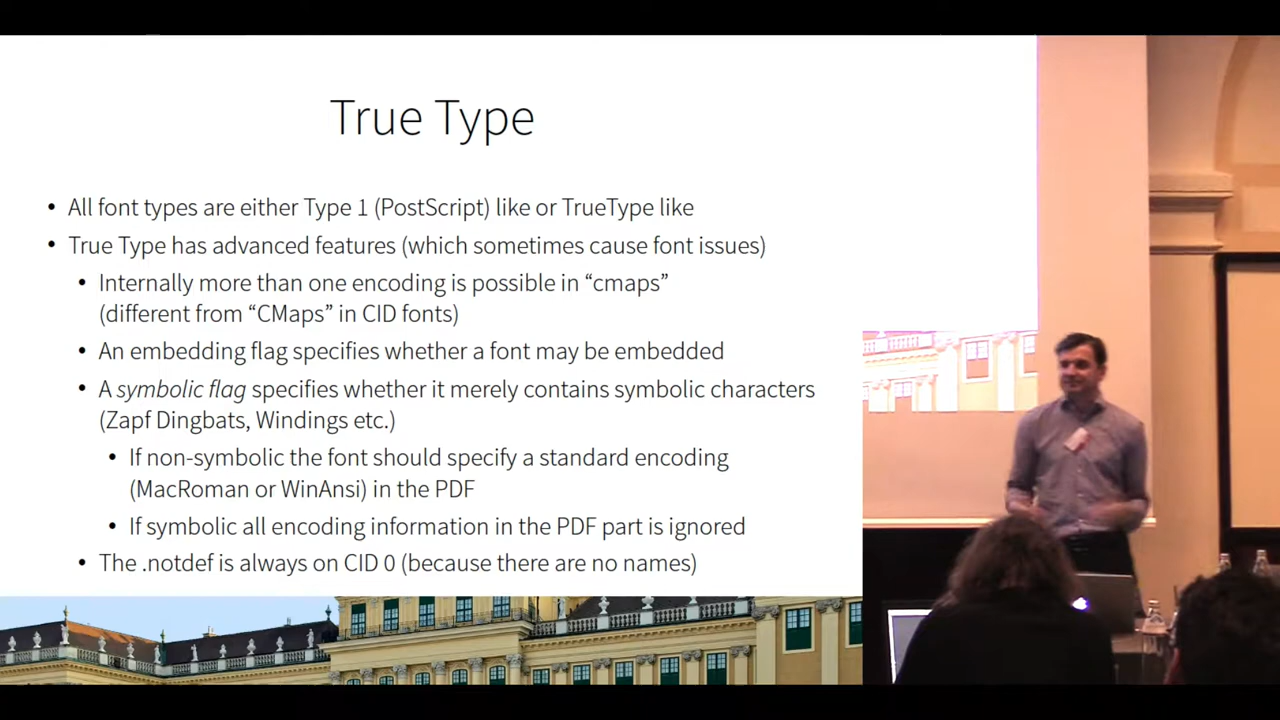 True Type
• All font types are either Type 1 (PostScript) like or TrueType like
• True Type has advanced features (which sometimes cause font issues)
• Internally more than one encoding is possible in “cmaps”
(different from “CMaps” in CID fonts)
• An embedding flag specifies whether a font may be embedded
• A symbolic flag specifies whether it merely contains symbolic characters
(Zapf Dingbats, Windings etc.)
• If non-symbolic the font should specify a standard encoding
(MacRoman or WinAnsi) in the PDF
• If symbolic all encoding information in the PDF part is ignored
• The .notdef is always on CID 0 (because there are no names)